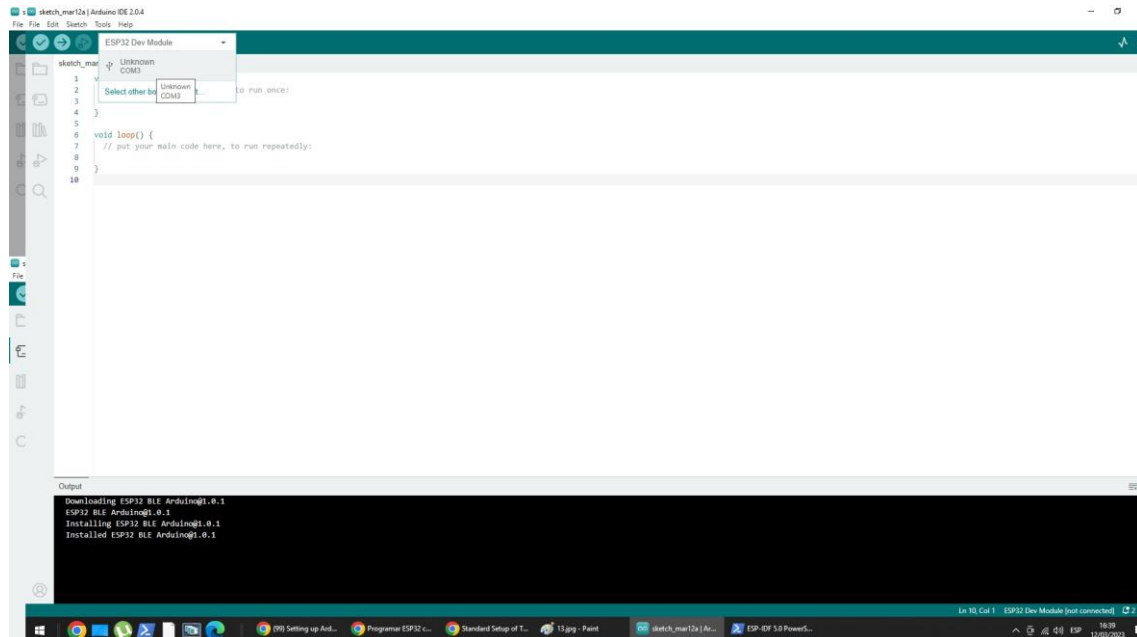 s
sketch_mar12a | Arduino IDE 2.0.4
File
File Edit Sketch Tools Help
ESP32 Dev Module
sketch_mar
Unknown
COM3
Select other bo
Unknown
COM3
1 v
2 to run once:
3
4 }
5
6 void loop() {
7 // put your main code here, to run repeatedly:
8
9 }
10
s
File
Output
Downloading ESP32 BLE Arduino@1.0.1
ESP32 BLE Arduino@1.0.1
Installing ESP32 BLE Arduino@1.0.1
Installed ESP32 BLE Arduino@1.0.1
Ln 10, Col 1 ESP32 Dev Module [not connected] 2
(99) Setting up Ard...
Programar ESP32 c...
Standard Setup of T...
13.jpg - Paint
sketch_mar12a | Ar...
ESP-IDF 5.0 PowerS...
ESP
16:39
12/03/2023